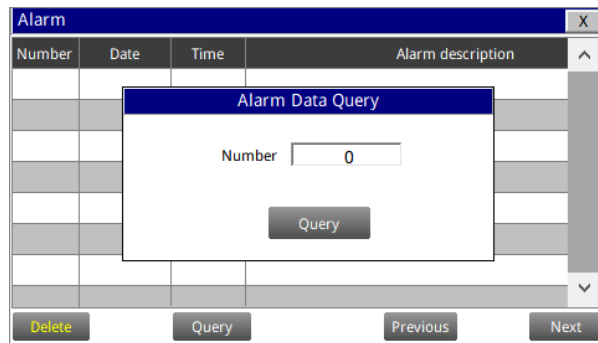 Alarm X
Number Date Time Alarm description
Alarm Data Query
Number 0
Query
Delete Query Previous Next